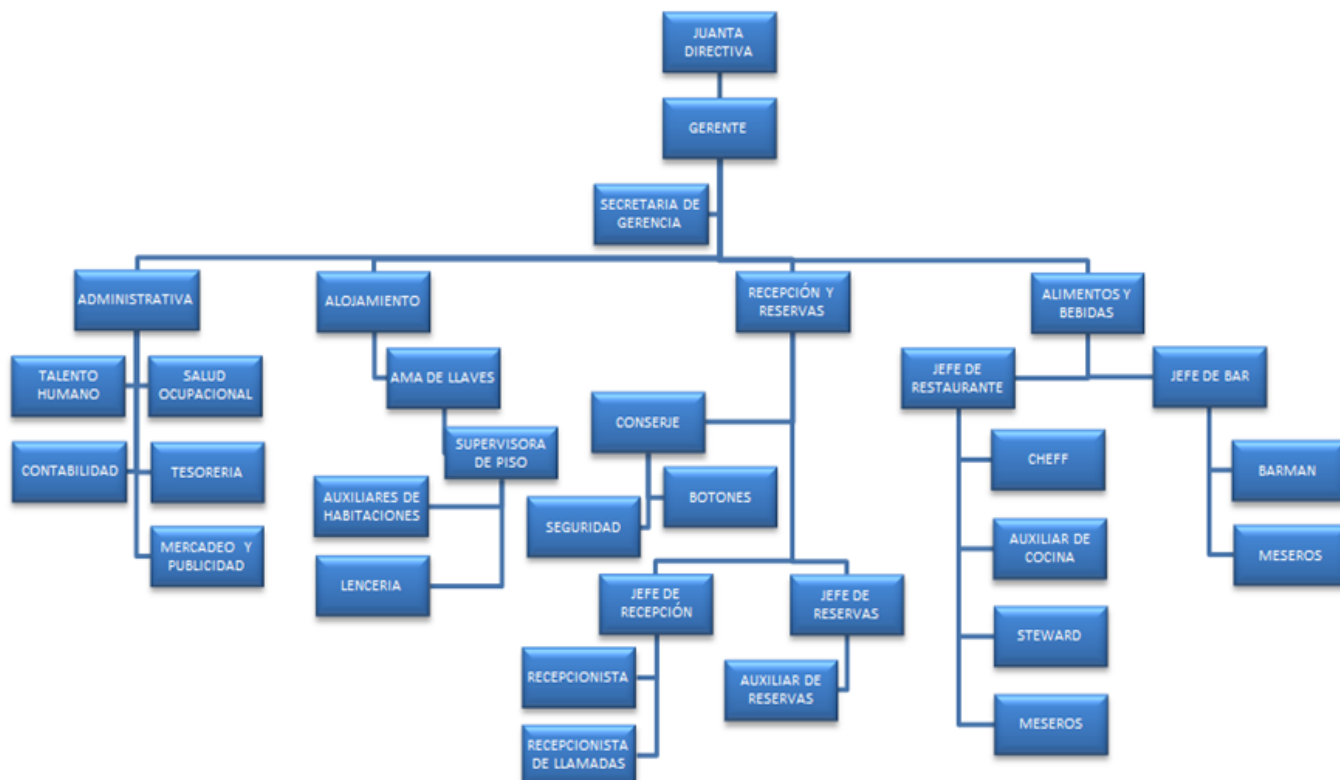 JUANTA
DIRECTIVA
GERENTE
SECRETARIA DE
GERENCIA
ADMINISTRATIVA
TALENTO
HUMANO
SALUD
OCUPACIONAL
CONTABILIDAD
TESORERIA
MERCADEO Y
PUBLICIDAD
ALOJAMIENTO
AMA DE LLAVES
SUPERVISORA
DE PISO
AUXILIARES DE
HABITACIONES
LENCERIA
RECEPCIÓN Y
RESERVAS
CONSERJE
BOTONES
SEGURIDAD
JEFE DE
RECEPCIÓN
RECEPCIONISTA
RECEPCIONISTA
DE LLAMADAS
JEFE DE
RESERVAS
AUXILIAR DE
RESERVAS
ALIMENTOS Y
BEBIDAS
JEFE DE
RESTAURANTE
CHEFF
AUXILIAR DE
COCINA
STEWARD
MESEROS
JEFE DE BAR
BARMAN
MESEROS